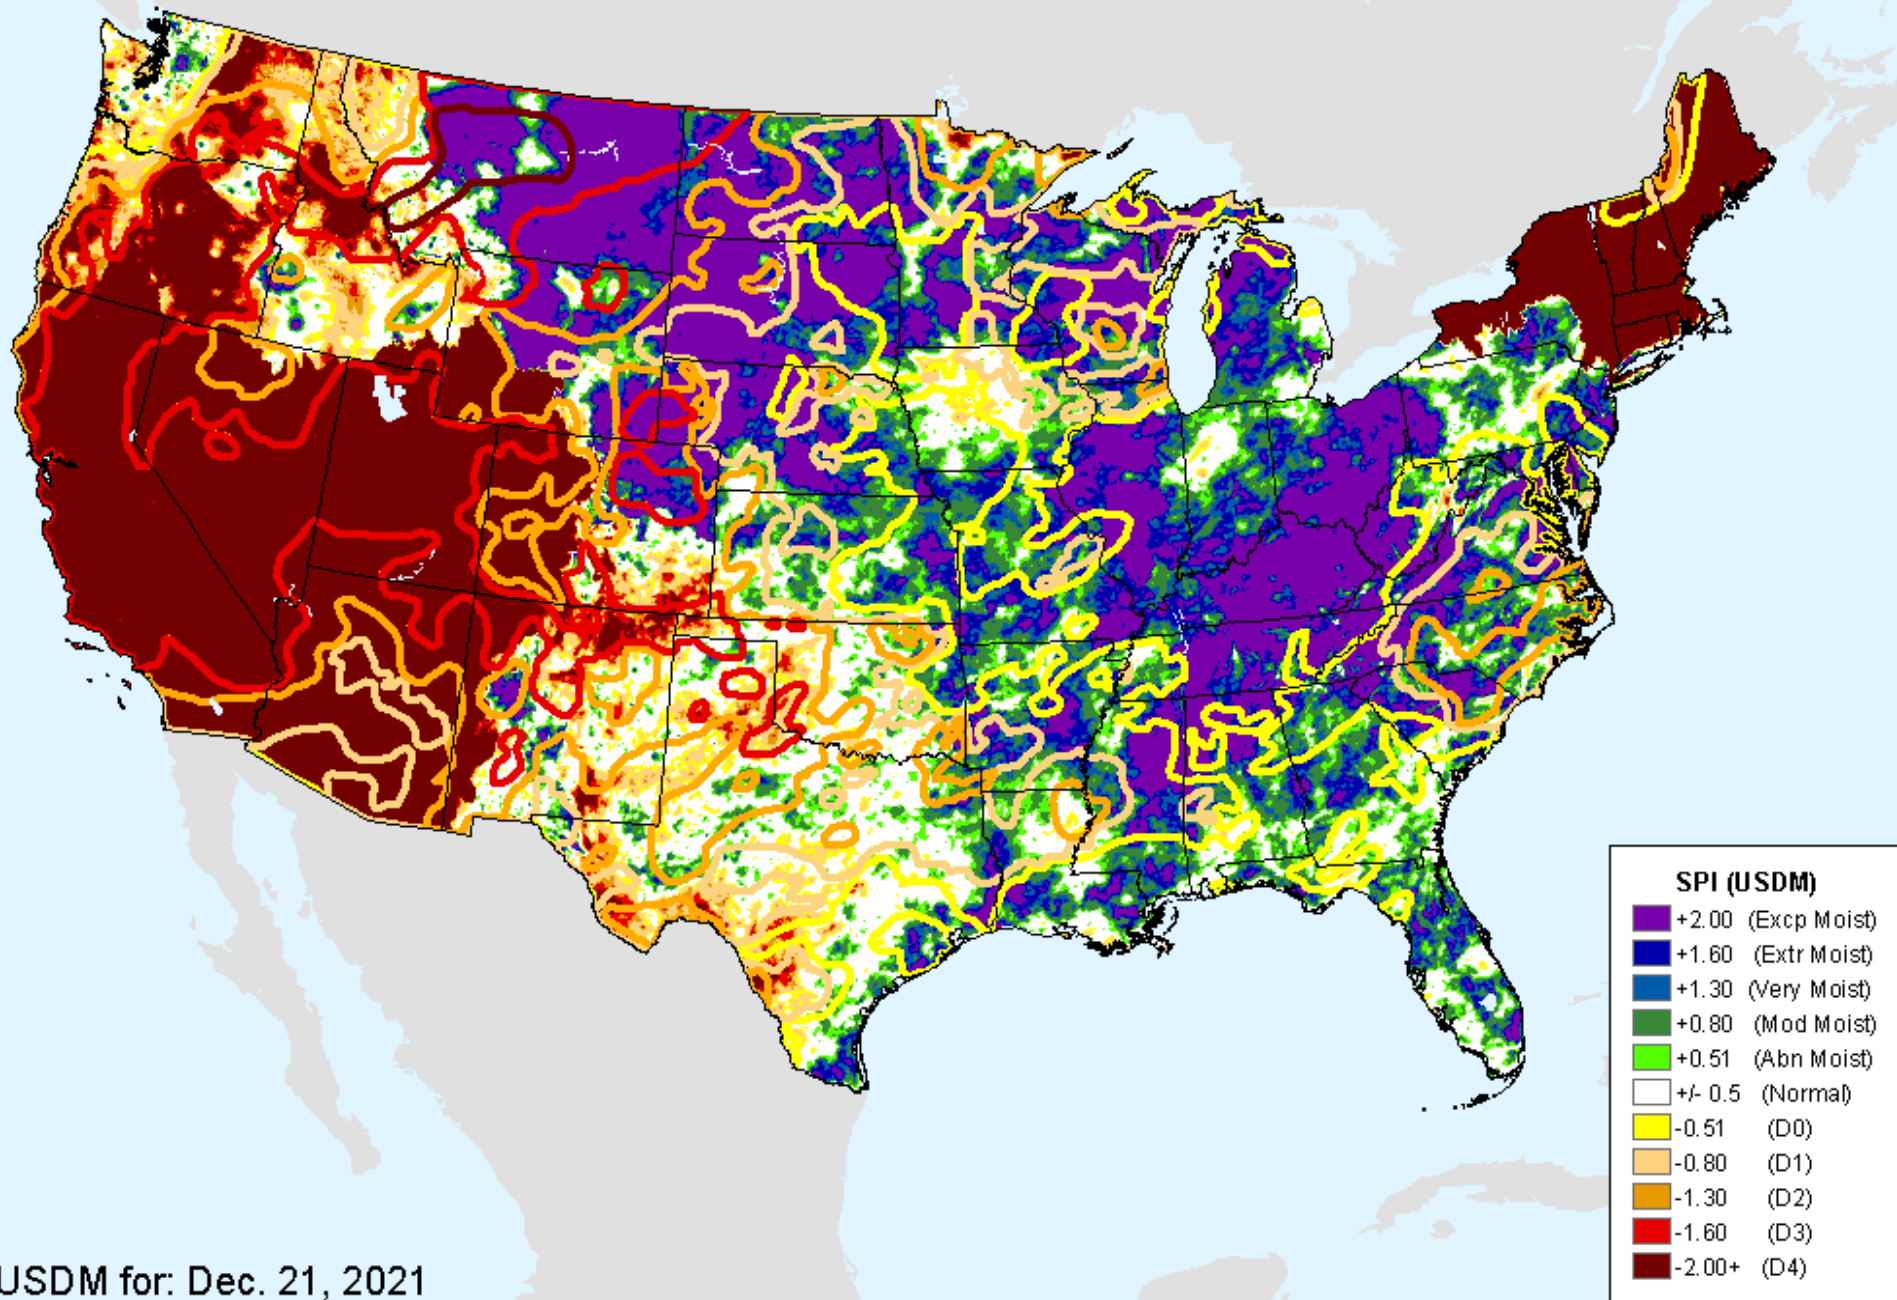 SPI (USDM)
+2.00 (Excp Moist)
+1.60 (Extr Moist)
+1.30 (Very Moist)
+0.80 (Mod Moist)
+0.51 (Abn Moist)
+/- 0.5 (Normal)
-0.51 (D0)
-0.80 (D1)
-1.30 (D2)
-1.60 (D3)
-2.00+ (D4)
USDM for: Dec. 21, 2021